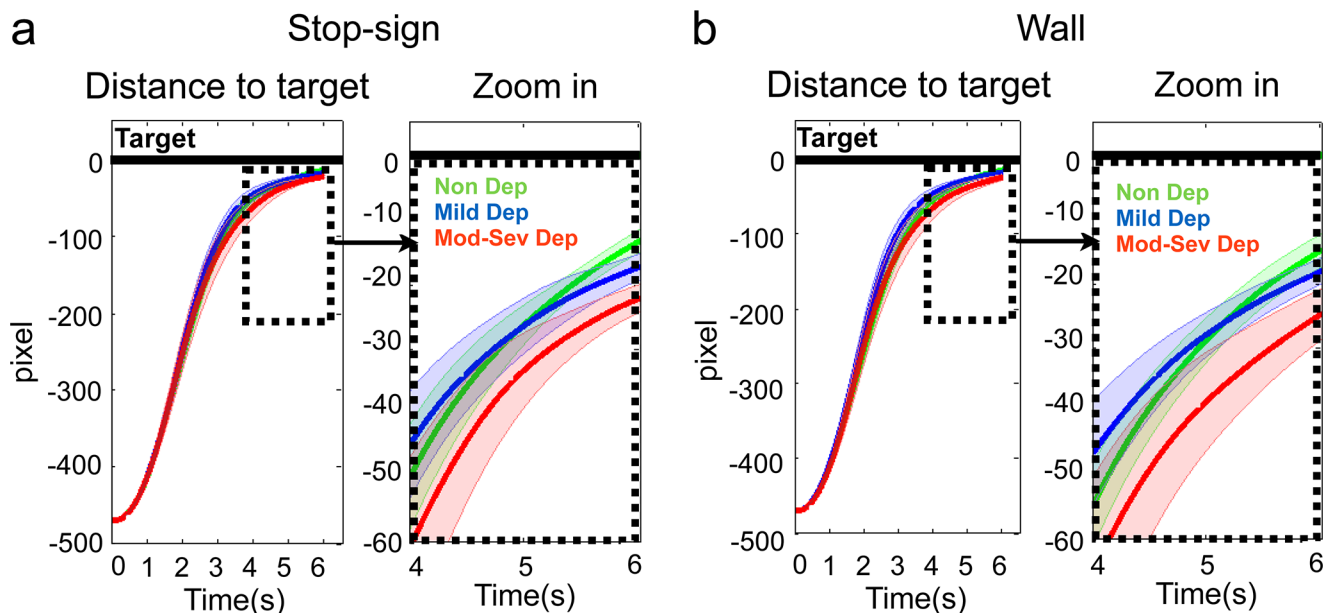 a
Stop-sign
Distance to target
Zoom in
Target
pixel
0
-100
-200
-300
-400
-500
0 1 2 3 4 5 6
Time(s)
Non Dep
Mild Dep
Mod-Sev Dep
0
-10
-20
-30
-40
-50
-60
4 5 6
Time(s)
b
Wall
Distance to target
Zoom in
Target
pixel
0
-100
-200
-300
-400
-500
0 1 2 3 4 5 6
Time(s)
Non Dep
Mild Dep
Mod-Sev Dep
0
-10
-20
-30
-40
-50
-60
4 5 6
Time(s)